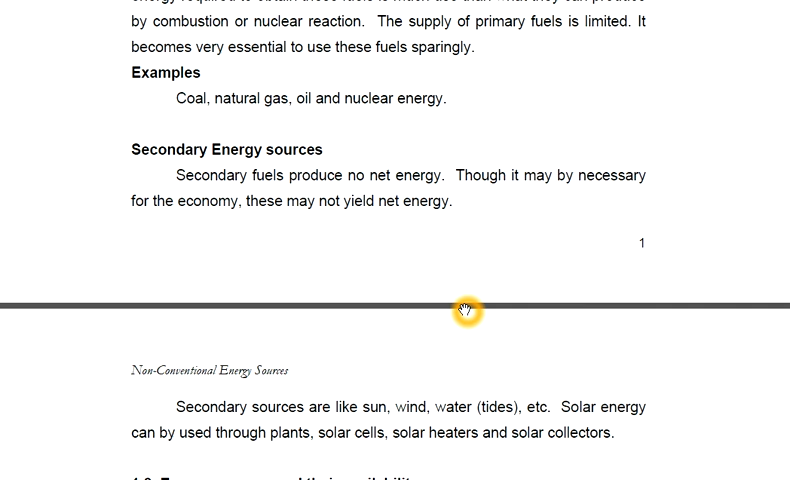 by combustion or nuclear reaction.  The supply of primary fuels is limited. It
becomes very essential to use these fuels sparingly.
Examples
Coal, natural gas, oil and nuclear energy.
Secondary Energy sources
Secondary fuels produce no net energy.  Though it may by necessary
for the economy, these may not yield net energy.
1
Non-Conventional Energy Sources
Secondary sources are like sun, wind, water (tides), etc.  Solar energy
can by used through plants, solar cells, solar heaters and solar collectors.